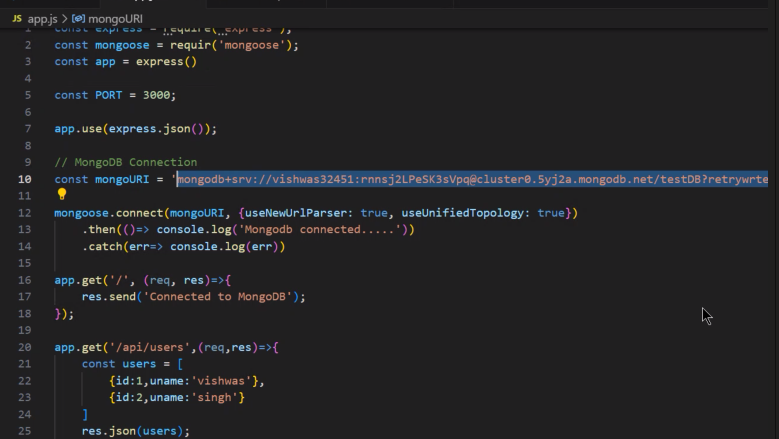 JS app.js > mongoURI
1 const express = require("express");
2 const mongoose = requir('mongoose');
3 const app = express()
4
5 const PORT = 3000;
6
7 app.use(express.json());
8
9 // MongoDB Connection
10 const mongoURI = 'mongodb+srv://vishwas32451:rnnsj2LPeSK3sVpq@cluster0.5yj2a.mongodb.net/testDB?retrywrte
11
12 mongoose.connect(mongoURI, {useNewUrlParser: true, useUnifiedTopology: true})
13 .then(()=> console.log('Mongodb connected.....'))
14 .catch(err=> console.log(err))
15
16 app.get('/', (req, res)=>{
17 res.send('Connected to MongoDB');
18 });
19
20 app.get('/api/users',(req,res)=>{
21 const users = [
22 {id:1,uname:'vishwas'},
23 {id:2,uname:'singh'}
24 ]
25 res.json(users);